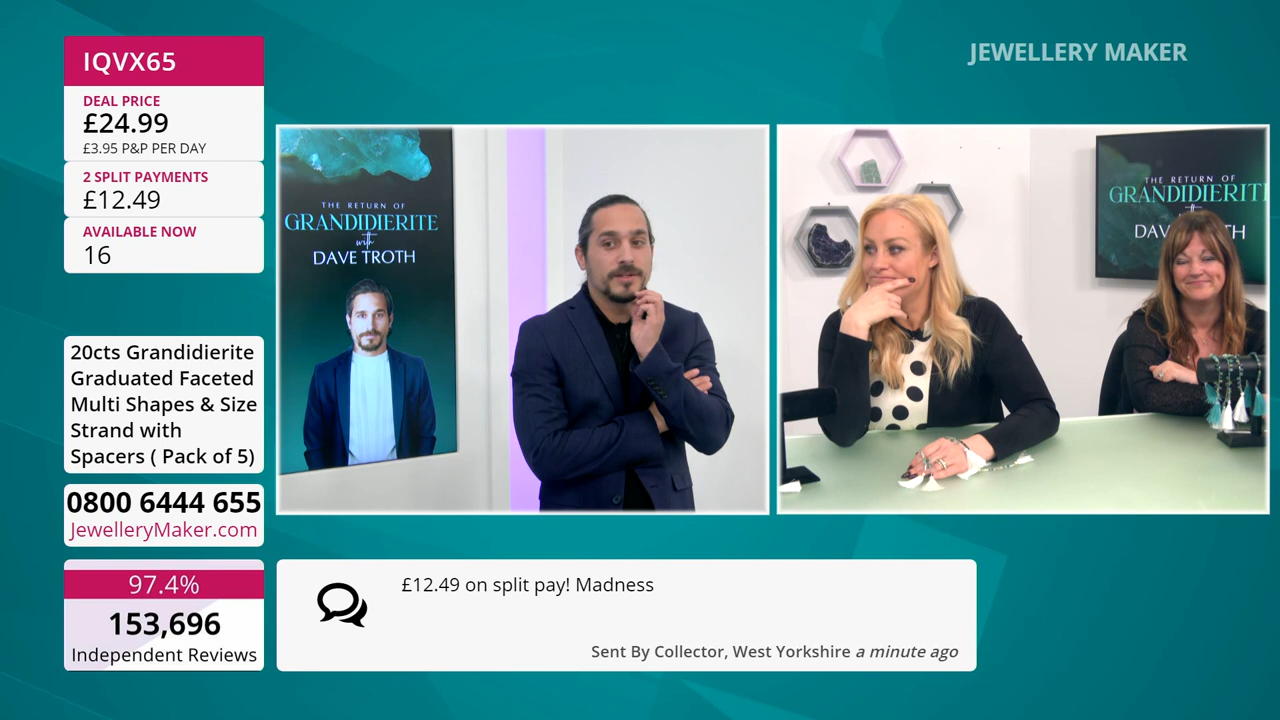 IQVX65
DEAL PRICE
£24.99
£3.95 P&P PER DAY
2 SPLIT PAYMENTS
£12.49
AVAILABLE NOW
16
20cts Grandidierite
Graduated Faceted
Multi Shapes & Size
Strand with
Spacers ( Pack of 5)
0800 6444 655
JewelleryMaker.com
97.4%
153,696
Independent Reviews
JEWELLERY MAKER
THE RETURN OF
GRANDIDIERITE
with
DAVE TROTH
THE RETURN OF
GRANDIDIERITE
£12.49 on split pay! Madness
Sent By Collector, West Yorkshire a minute ago